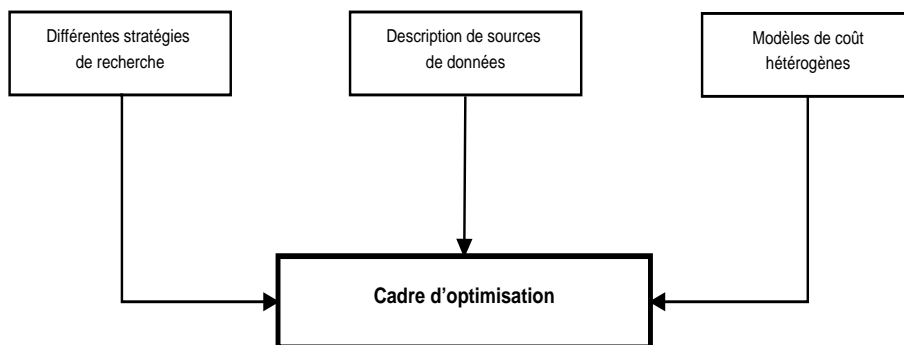 Différentes stratégies
de recherche
Description de sources
de données
Modèles de coût
hétérogènes
Cadre d’optimisation